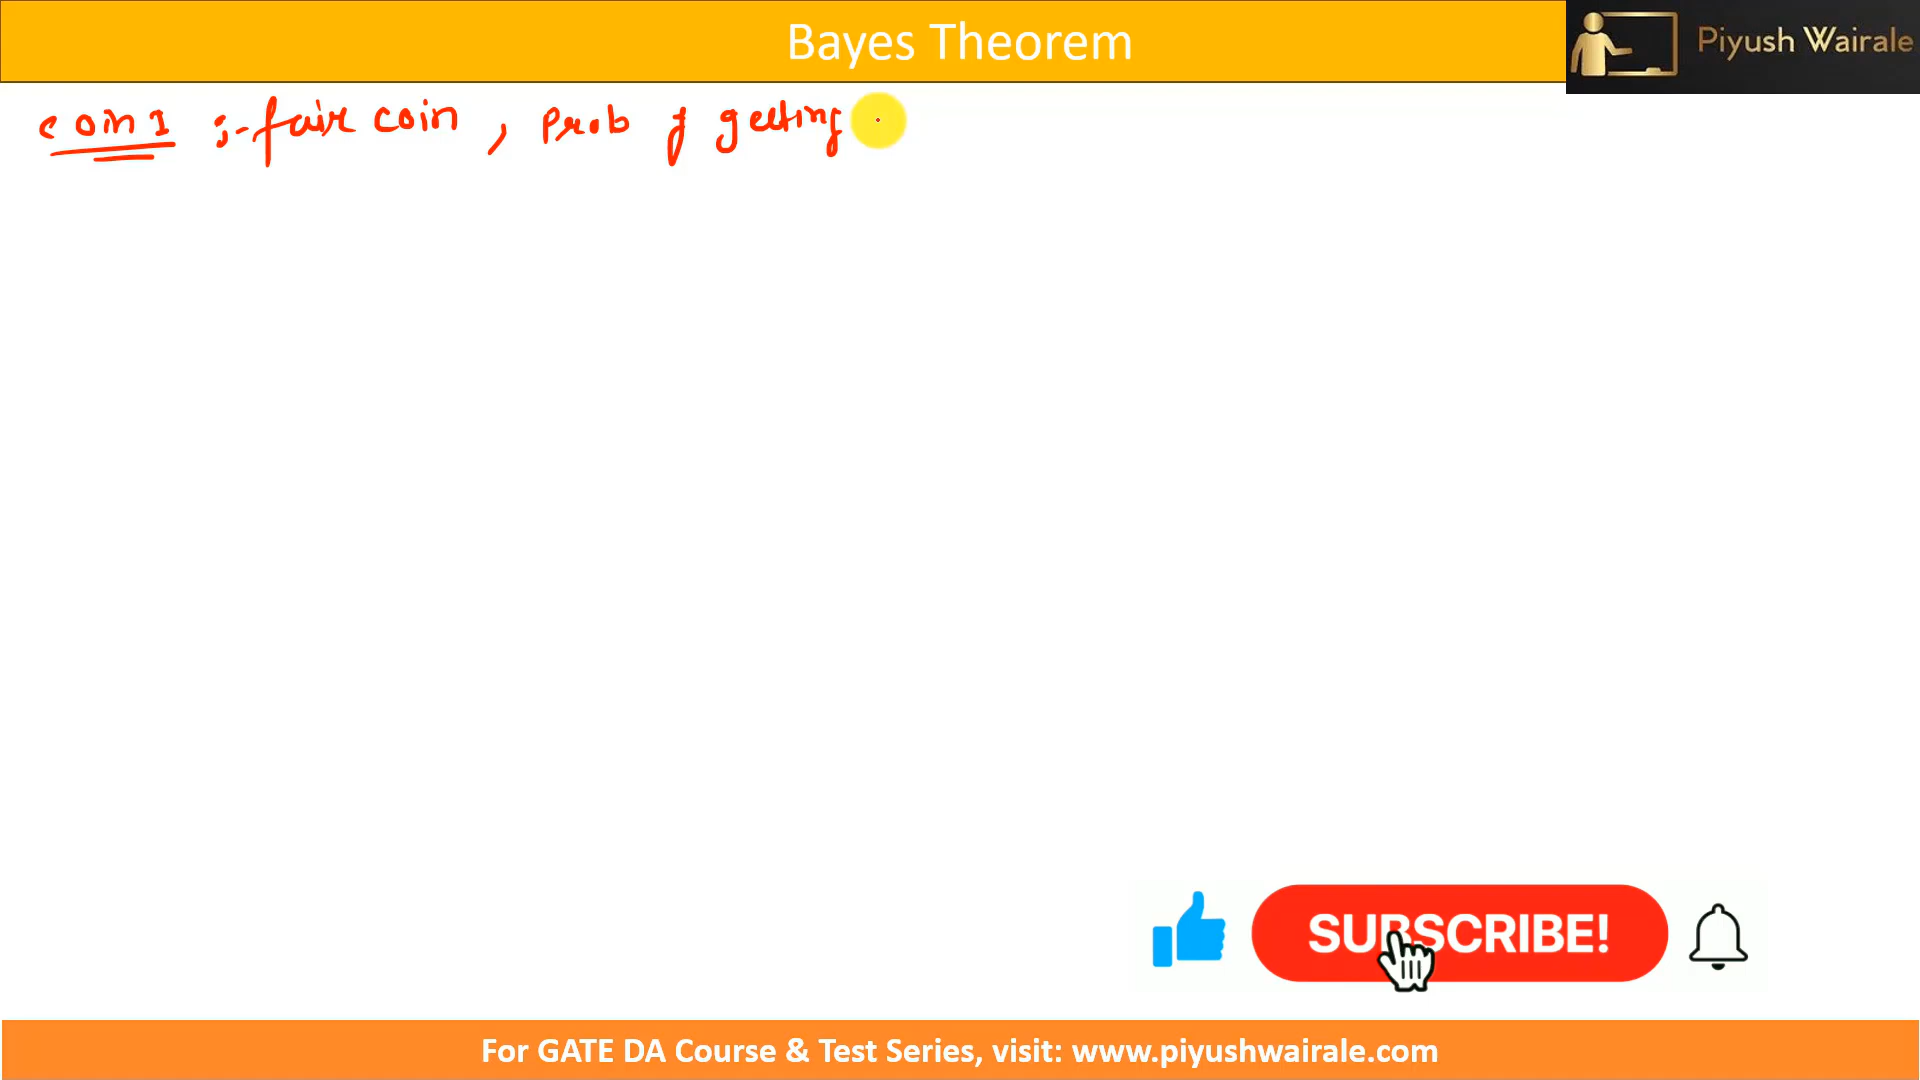 Bayes Theorem
Piyush Wairale
coin 1 :- fair coin , prob of getting
SUBSCRIBE!
For GATE DA Course & Test Series, visit: www.piyushwairale.com